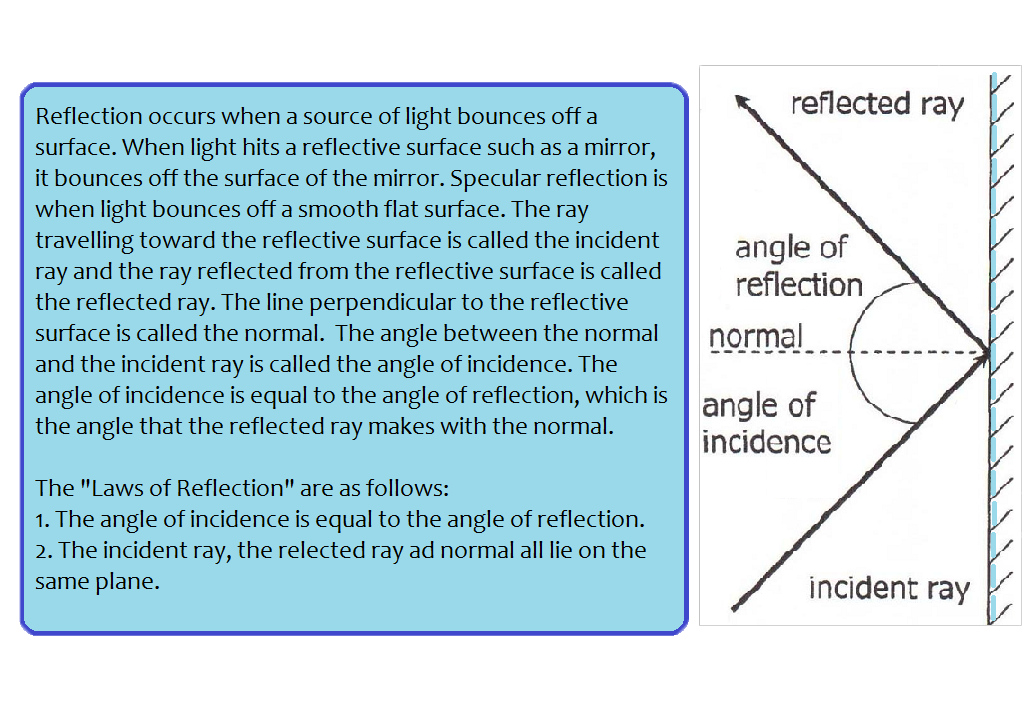 Reflection occurs when a source of light bounces off a
surface. When light hits a reflective surface such as a mirror,
it bounces off the surface of the mirror. Specular reflection is
when light bounces off a smooth flat surface. The ray
travelling toward the reflective surface is called the incident
ray and the ray reflected from the reflective surface is called
the reflected ray. The line perpendicular to the reflective
surface is called the normal.  The angle between the normal
and the incident ray is called the angle of incidence. The
angle of incidence is equal to the angle of reflection, which is
the angle that the reflected ray makes with the normal.
The "Laws of Reflection" are as follows:
1. The angle of incidence is equal to the angle of reflection.
2. The incident ray, the relected ray ad normal all lie on the
same plane.
reflected ray
angle of
reflection
normal
angle of
incidence
incident ray